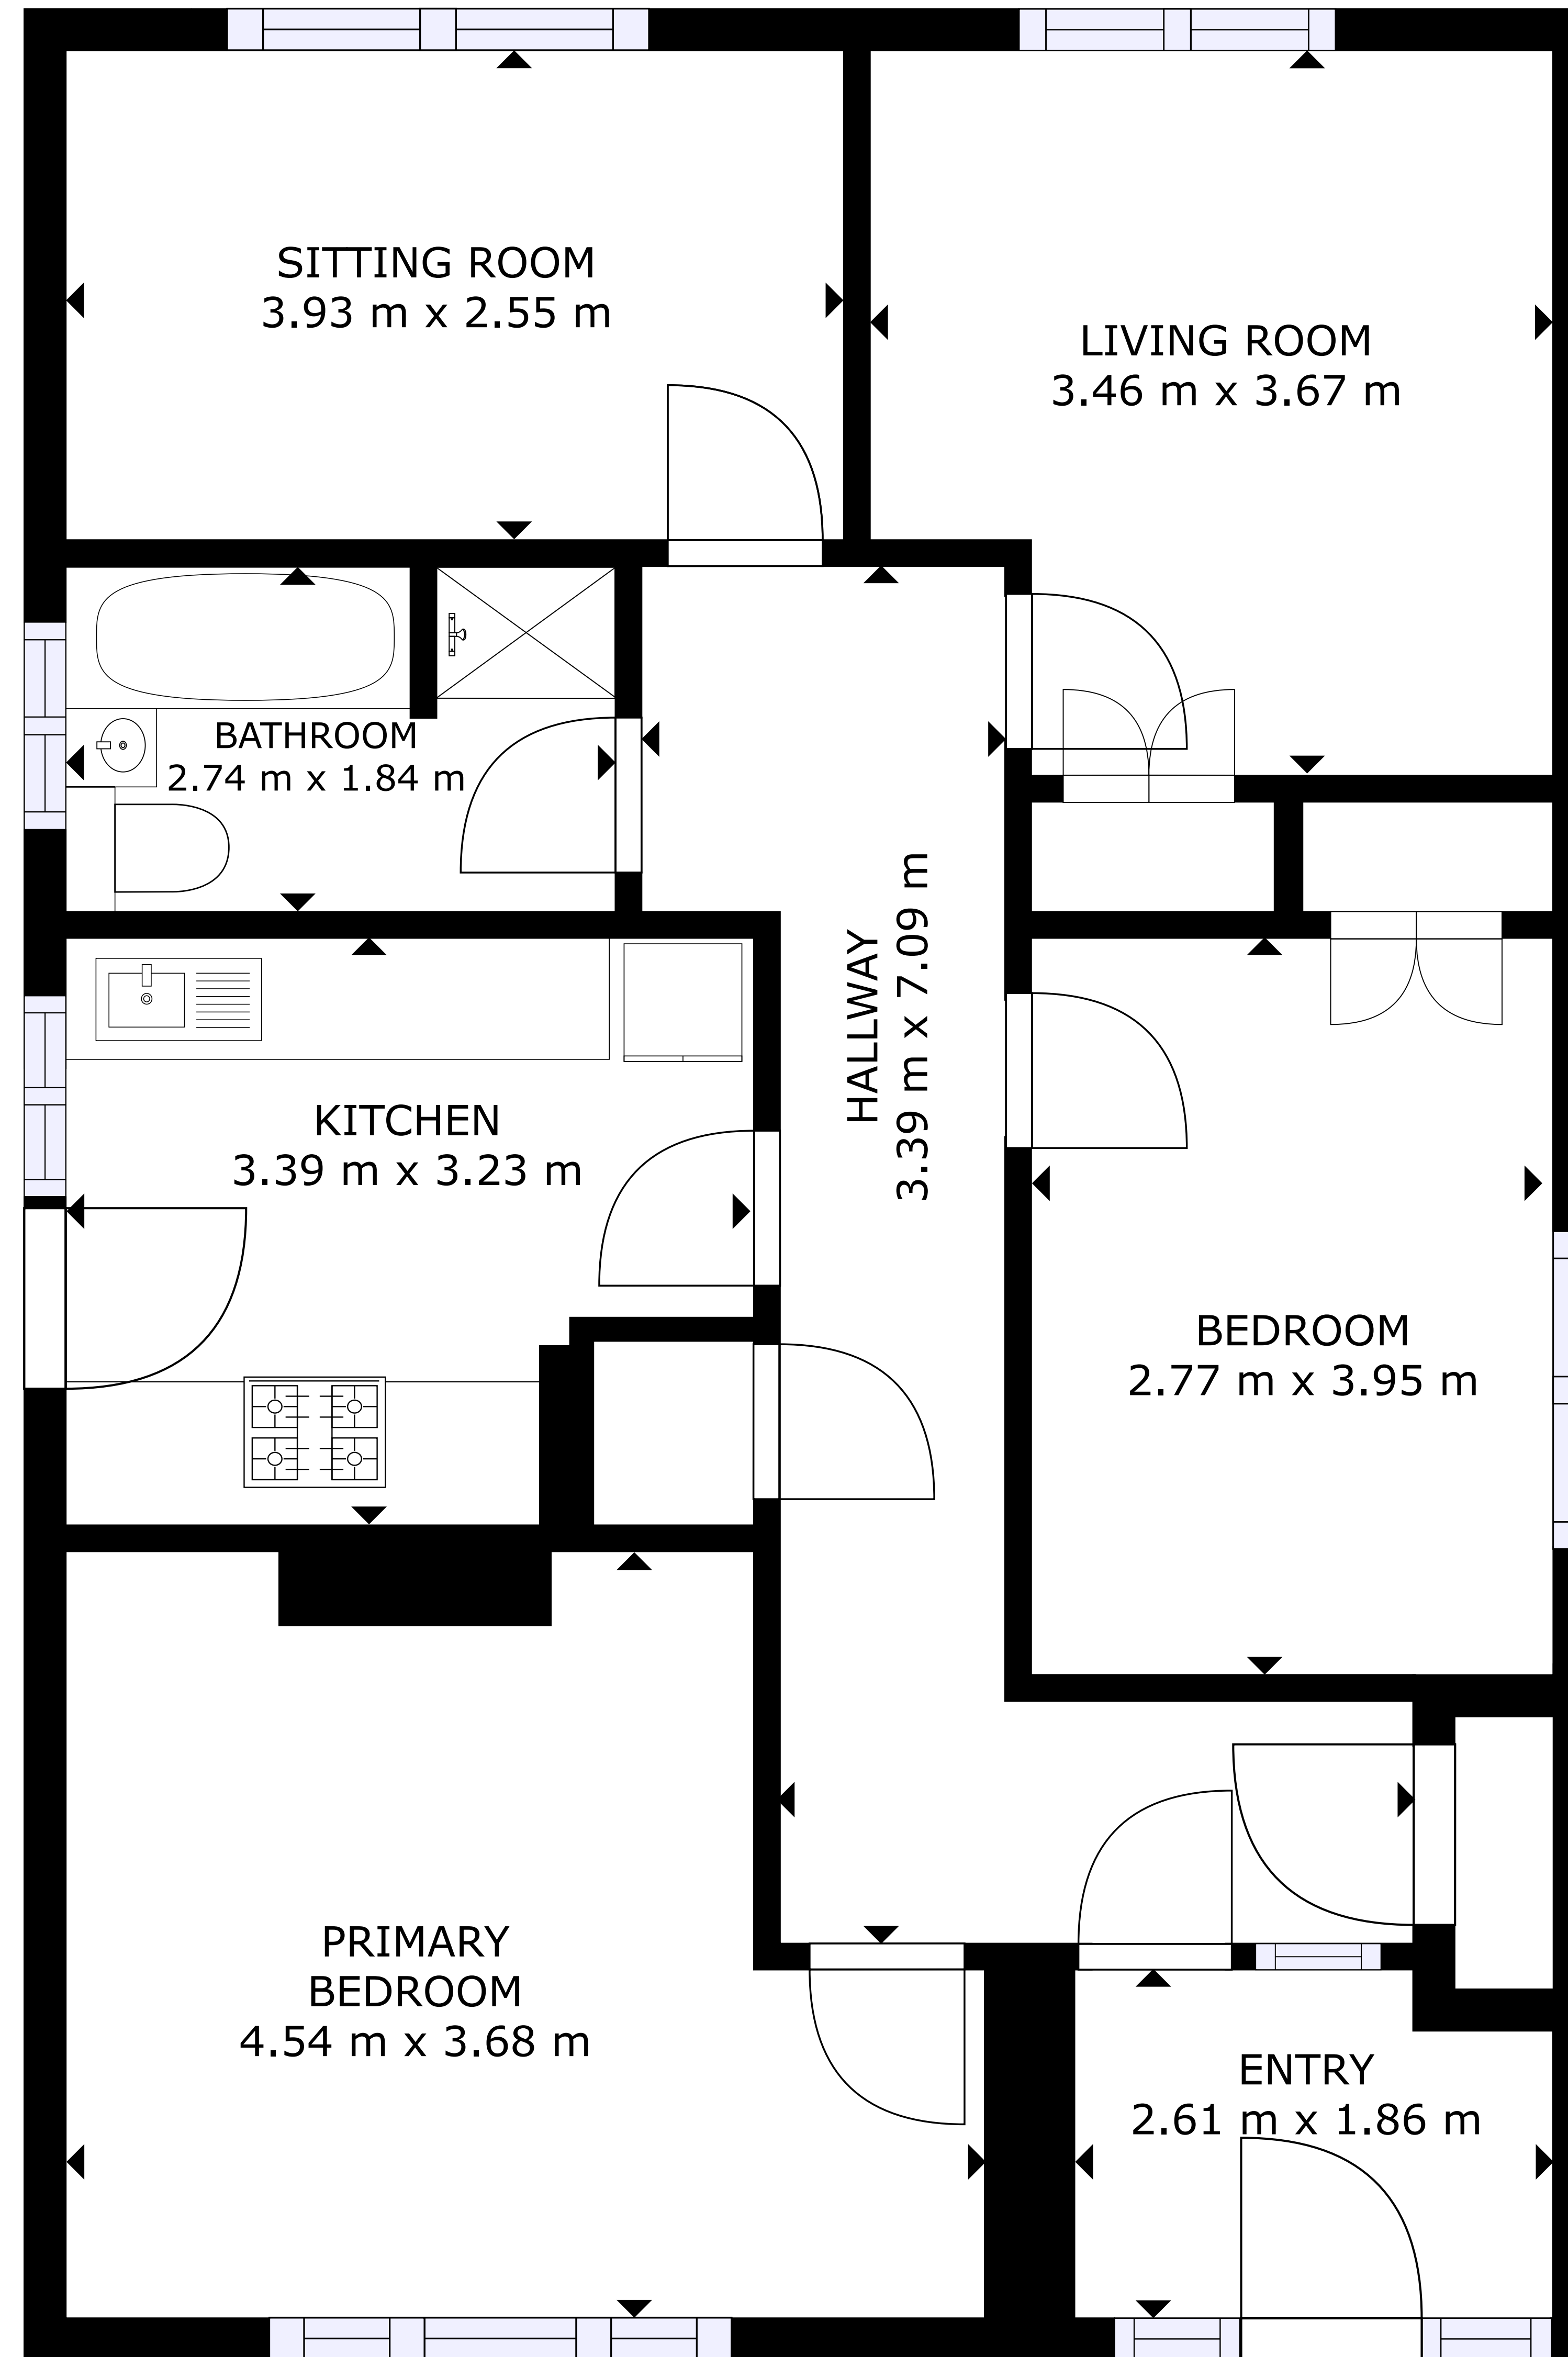 SITTING ROOM
3.93 m x 2.55 m
LIVING ROOM
3.46 m x 3.67 m
BATHROOM
2.74 m x 1.84 m
HALLWAY
3.39 m x 7.09 m
KITCHEN
3.39 m x 3.23 m
BEDROOM
2.77 m x 3.95 m
PRIMARY
BEDROOM
4.54 m x 3.68 m
ENTRY
2.61 m x 1.86 m